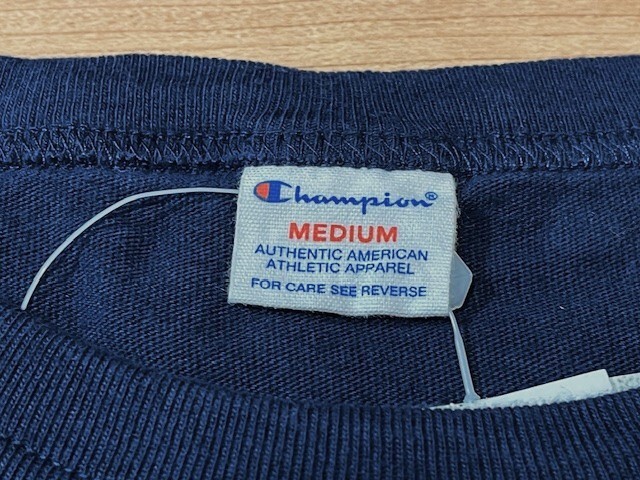 Champion®
MEDIUM
AUTHENTIC AMERICAN
ATHLETIC APPAREL
FOR CARE SEE REVERSE